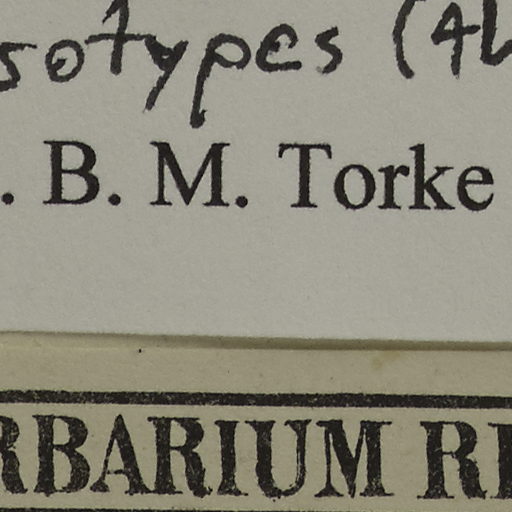 sotypes (4
. B. M. Torke
RBARIUM R